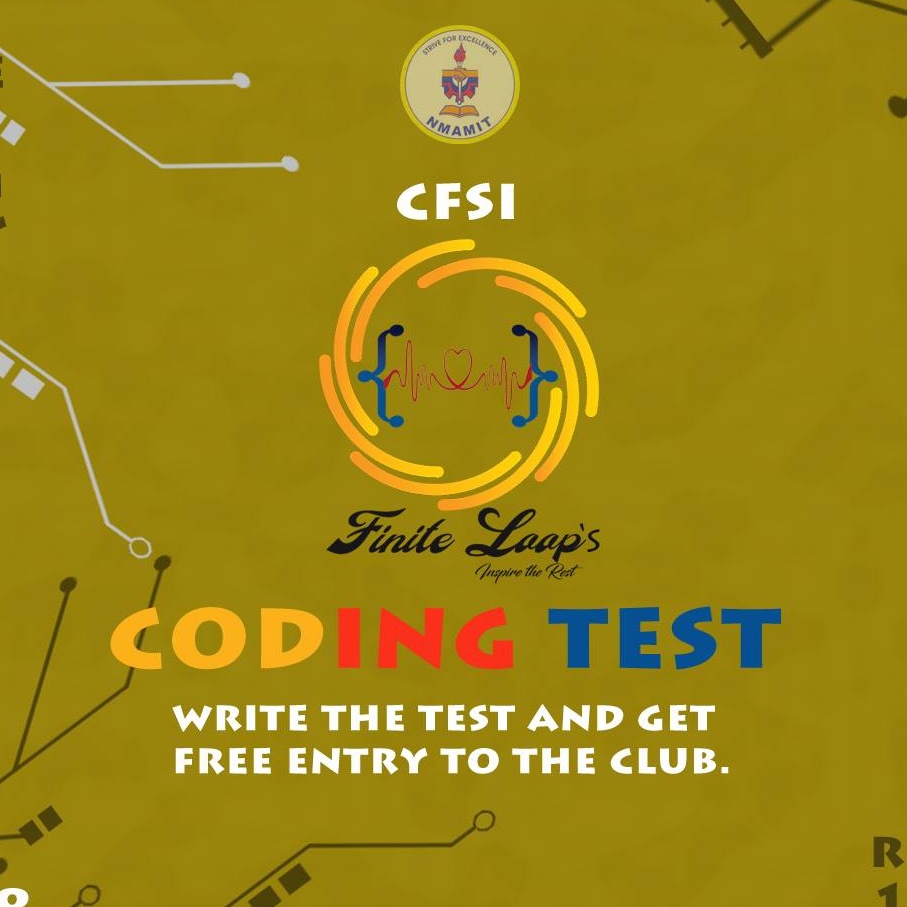 STRIVE FOR EXCELLENCE
NMAMIT
CFSI
Finite Loop's
Inspire the Rest
CODING TEST
WRITE THE TEST AND GET
FREE ENTRY TO THE CLUB.
R
1